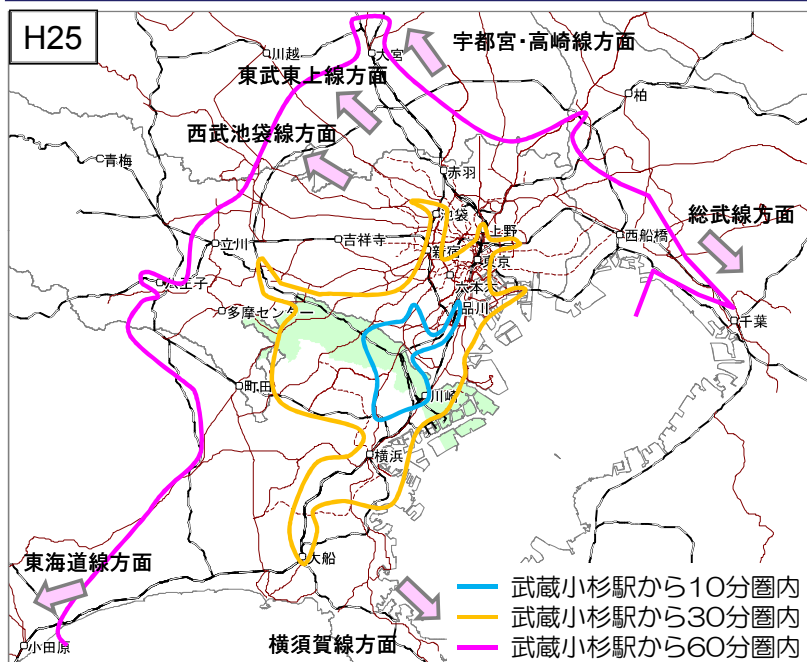 H25
宇都宮・高崎線方面
川越
大宮
東武東上線方面
柏
西武池袋線方面
青梅
赤羽
池袋
総武線方面
上野
西船橋
立川
吉祥寺
新宿
東京
八王子
六本木
多摩センター
品川
千葉
町田
川崎
横浜
東海道線方面
大船
武蔵小杉駅から10分圏内
武蔵小杉駅から30分圏内
横須賀線方面
武蔵小杉駅から60分圏内
小田原